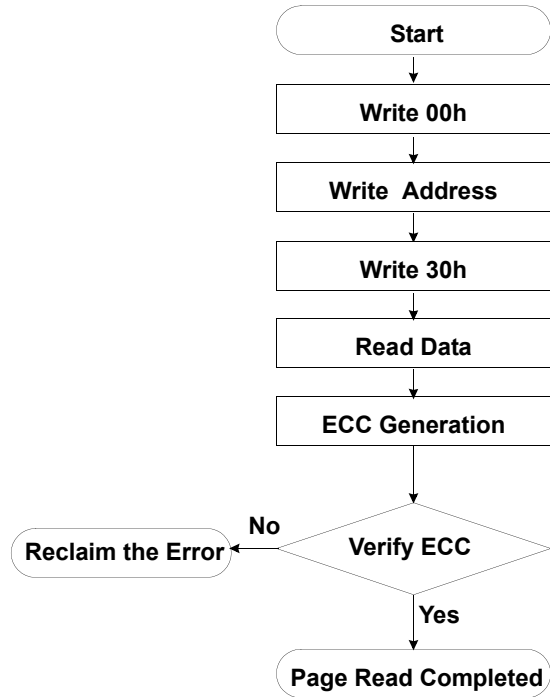 Start
Write 00h
Write Address
Write 30h
Read Data
ECC Generation
Verify ECC
No
Reclaim the Error
Yes
Page Read Completed